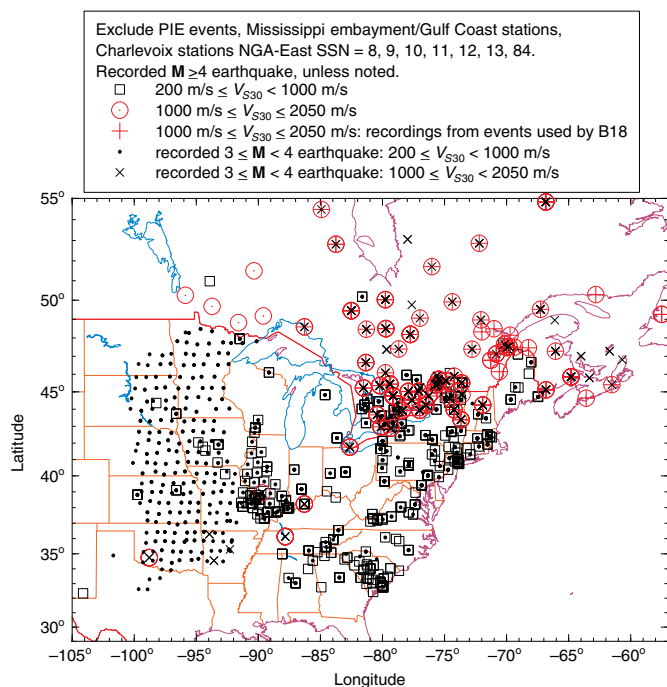 Exclude PIE events, Mississippi embayment/Gulf Coast stations,
Charlevoix stations NGA-East SSN = 8, 9, 10, 11, 12, 13, 84.
Recorded M ≥4 earthquake, unless noted.
200 m/s ≤ VS30 < 1000 m/s
1000 m/s ≤ VS30 ≤ 2050 m/s
1000 m/s ≤ VS30 ≤ 2050 m/s: recordings from events used by B18
recorded 3 ≤ M < 4 earthquake: 200 ≤ VS30 < 1000 m/s
recorded 3 ≤ M < 4 earthquake: 1000 ≤ VS30 < 2050 m/s
55°
50°
45°
40°
35°
30°
Latitude
−105° −100° −95° −90° −85° −80° −75° −70° −65° −60°
Longitude